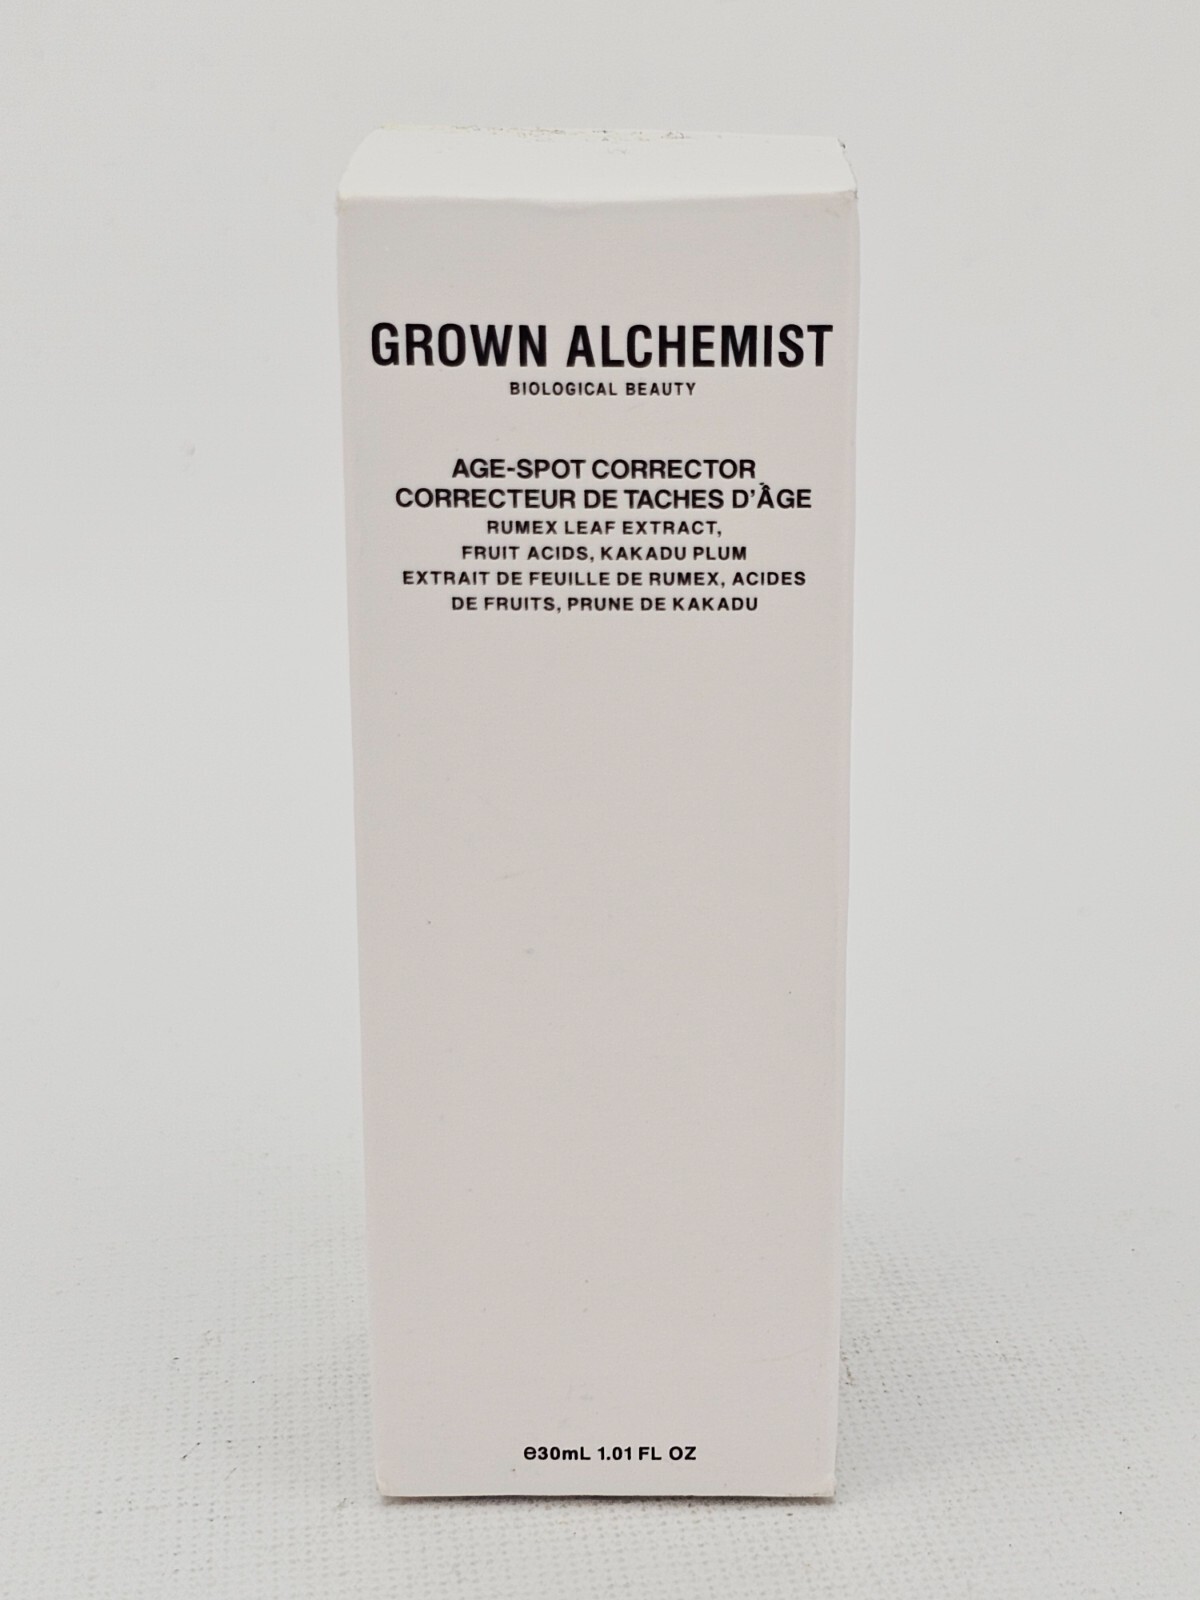 GROWN ALCHEMIST
BIOLOGICAL BEAUTY
AGE-SPOT CORRECTOR
CORRECTEUR DE TACHES D'ÂGE
RUMEX LEAF EXTRACT,
FRUIT ACIDS, KAKADU PLUM
EXTRAIT DE FEUILLE DE RUMEX, ACIDES
DE FRUITS, PRUNE DE KAKADU
℮30mL 1.01 FL OZ